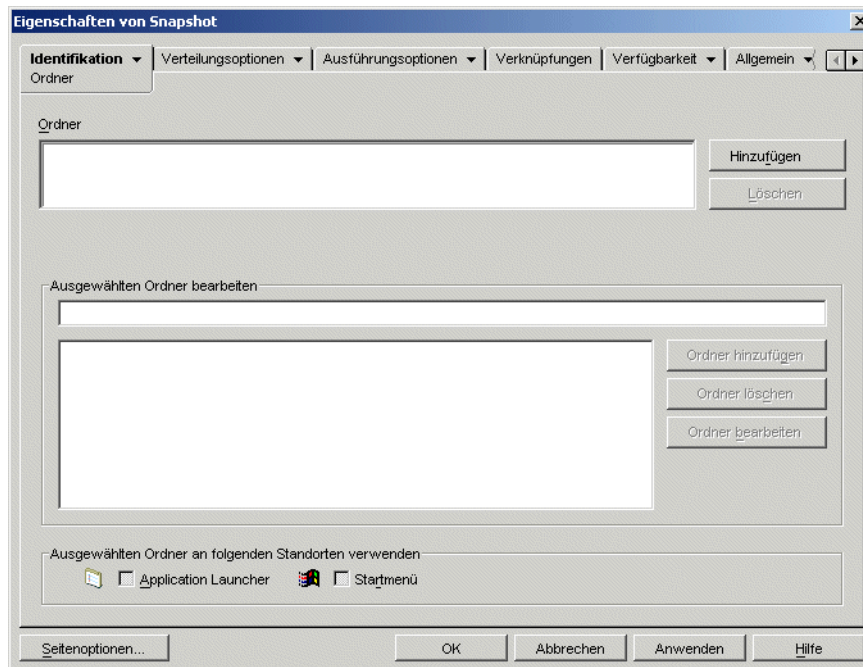 Eigenschaften von Snapshot
Identifikation Verteilungsoptionen Ausführungsoptionen Verknüpfungen Verfügbarkeit Allgemein
Ordner
Ordner
Hinzufügen
Löschen
Ausgewählten Ordner bearbeiten
Ordner hinzufügen
Ordner löschen
Ordner bearbeiten
Ausgewählten Ordner an folgenden Standorten verwenden
Application Launcher Startmenü
Seitenoptionen... OK Abbrechen Anwenden Hilfe